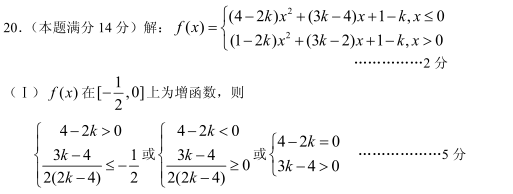 20.（本题满分 14 分）解： $f(x)=\begin{cases}(4-2k)x^2+(3k-4)x+1-k, x\le 0\\(1-2k)x^2+(3k-2)x+1-k, x>0\end{cases}$
……………2 分
（Ⅰ） $f(x)$ 在 $[-\frac{1}{2},0]$ 上为增函数，则
$\begin{cases}4-2k>0\\\frac{3k-4}{2(2k-4)}\le-\frac{1}{2}\end{cases}$ 或 $\begin{cases}4-2k<0\\\frac{3k-4}{2(2k-4)}\ge 0\end{cases}$ 或 $\begin{cases}4-2k=0\\3k-4>0\end{cases}$ ………………5 分